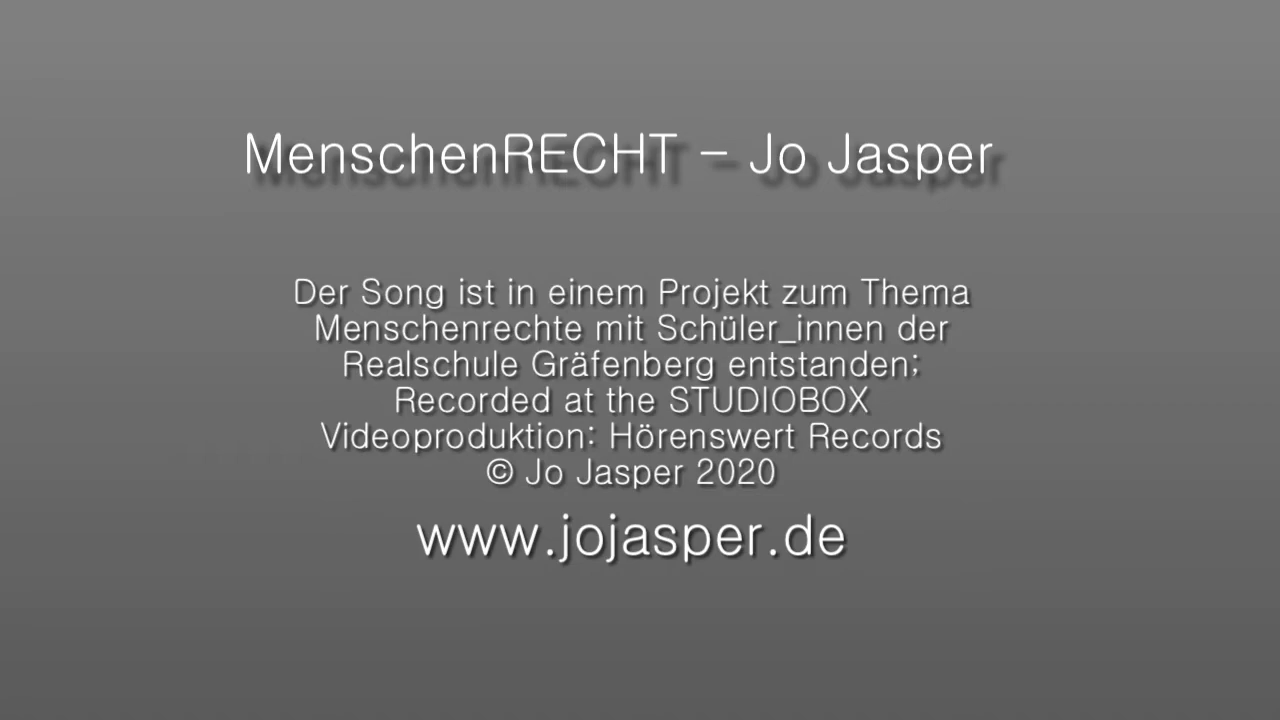 MenschenRECHT - Jo Jasper
Der Song ist in einem Projekt zum Thema
Menschenrechte mit Schüler_innen der
Realschule Gräfenberg entstanden;
Recorded at the STUDIOBOX
Videoproduktion: Hörenswert Records
© Jo Jasper 2020
www.jojasper.de